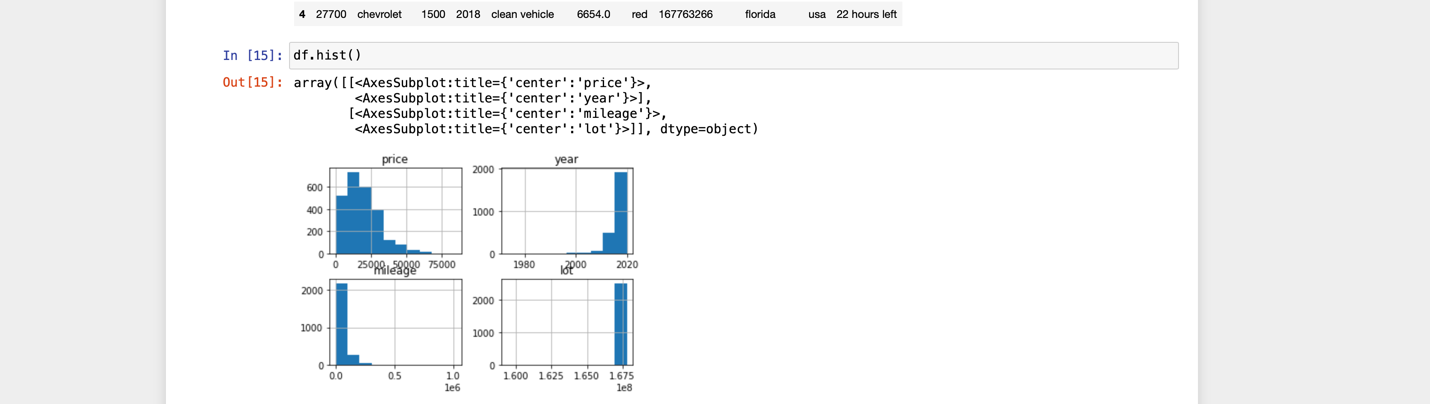 4 27700 chevrolet 1500 2018 clean vehicle 6654.0 red 167763266 florida usa 22 hours left
In [15]: df.hist()
Out[15]: array([[<AxesSubplot:title={'center':'price'}>,
<AxesSubplot:title={'center':'year'}>],
[<AxesSubplot:title={'center':'mileage'}>,
<AxesSubplot:title={'center':'lot'}>]], dtype=object)
price year
600
400
200
0
0 25000 50000 75000
2000
1000
0
1980 2000 2020
mileage lot
2000
1000
0
0.0 0.5 1.0
1e6
2000
1000
0
1.600 1.625 1.650 1.675
1e8